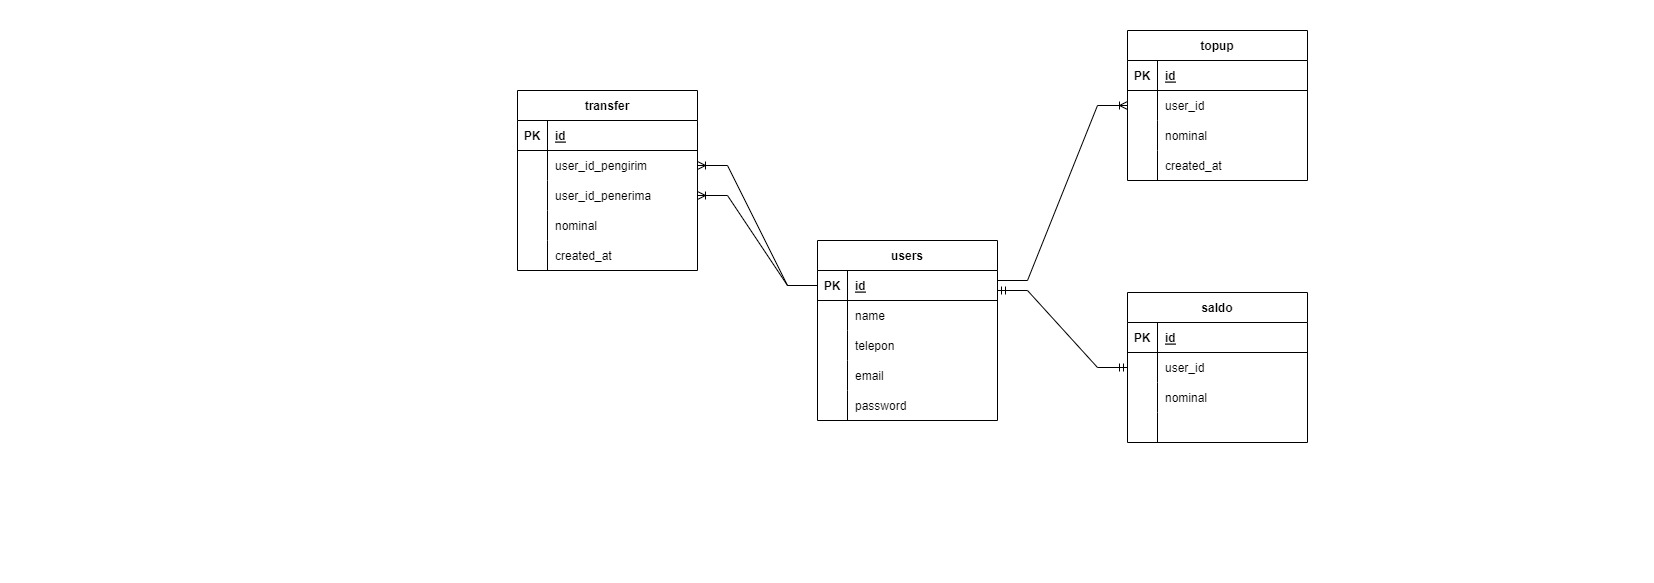 transfer
PK id
user_id_pengirim
user_id_penerima
nominal
created_at
users
PK id
name
telepon
email
password
topup
PK id
user_id
nominal
created_at
saldo
PK id
user_id
nominal